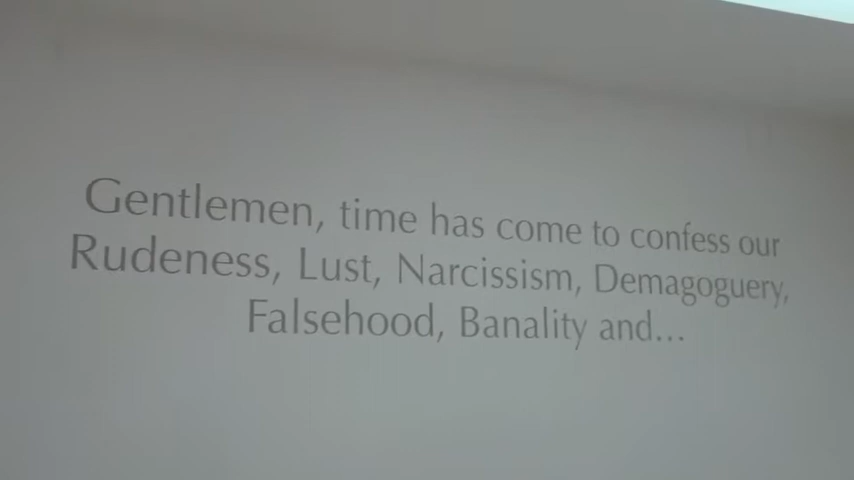 Gentlemen, time has come to confess our
Rudeness, Lust, Narcissism, Demagoguery,
Falsehood, Banality and...